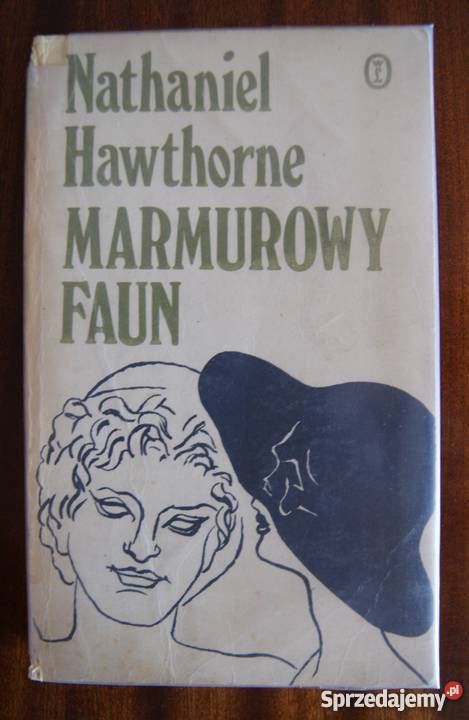 Nathaniel
Hawthorne
MARMUROWY
FAUN
Sprzedajemy.pl